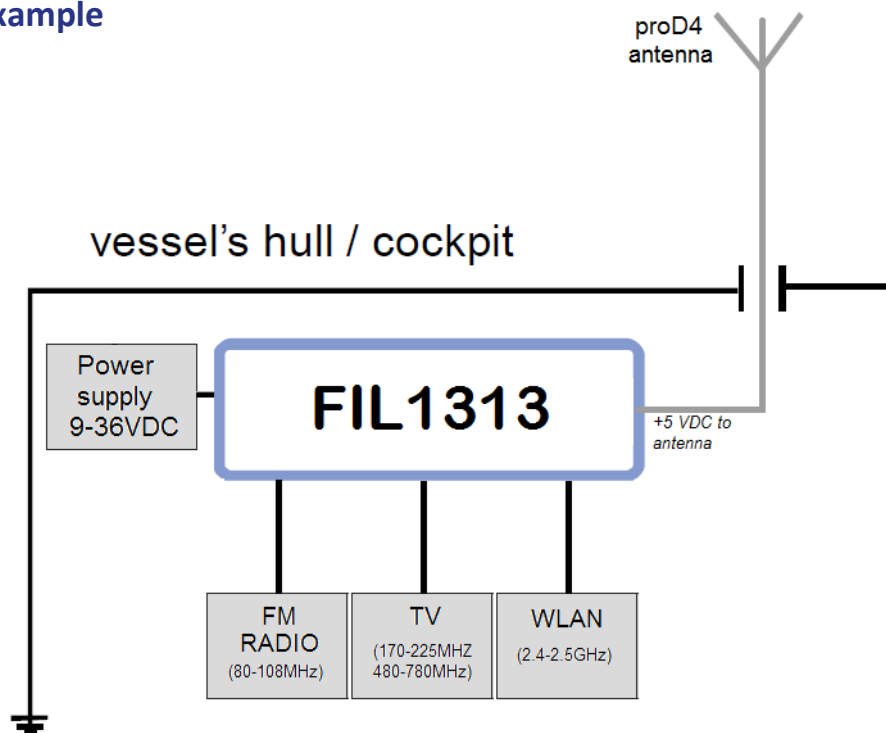 xample
proD4
antenna
vessel's hull / cockpit
Power
supply
9-36VDC
FIL1313
+5 VDC to
antenna
FM
RADIO
(80-108MHz)
TV
(170-225MHZ
480-780MHz)
WLAN
(2.4-2.5GHz)